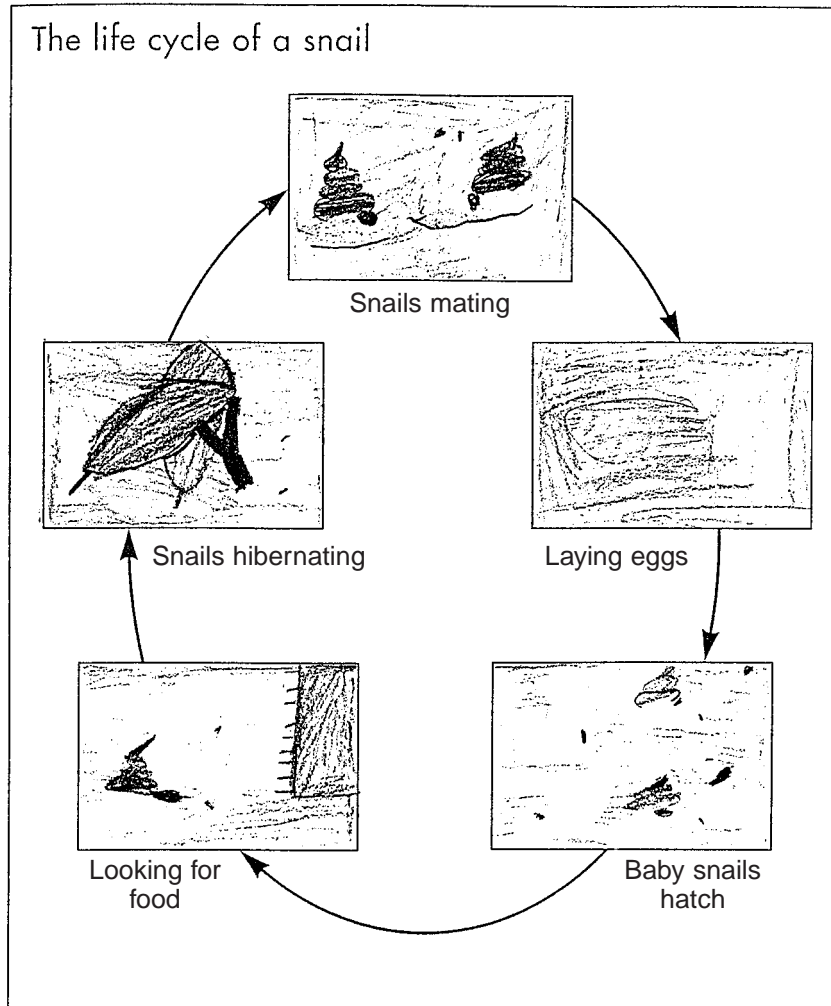 The life cycle of a snail
Snails mating
Laying eggs
Baby snails
hatch
Looking for
food
Snails hibernating